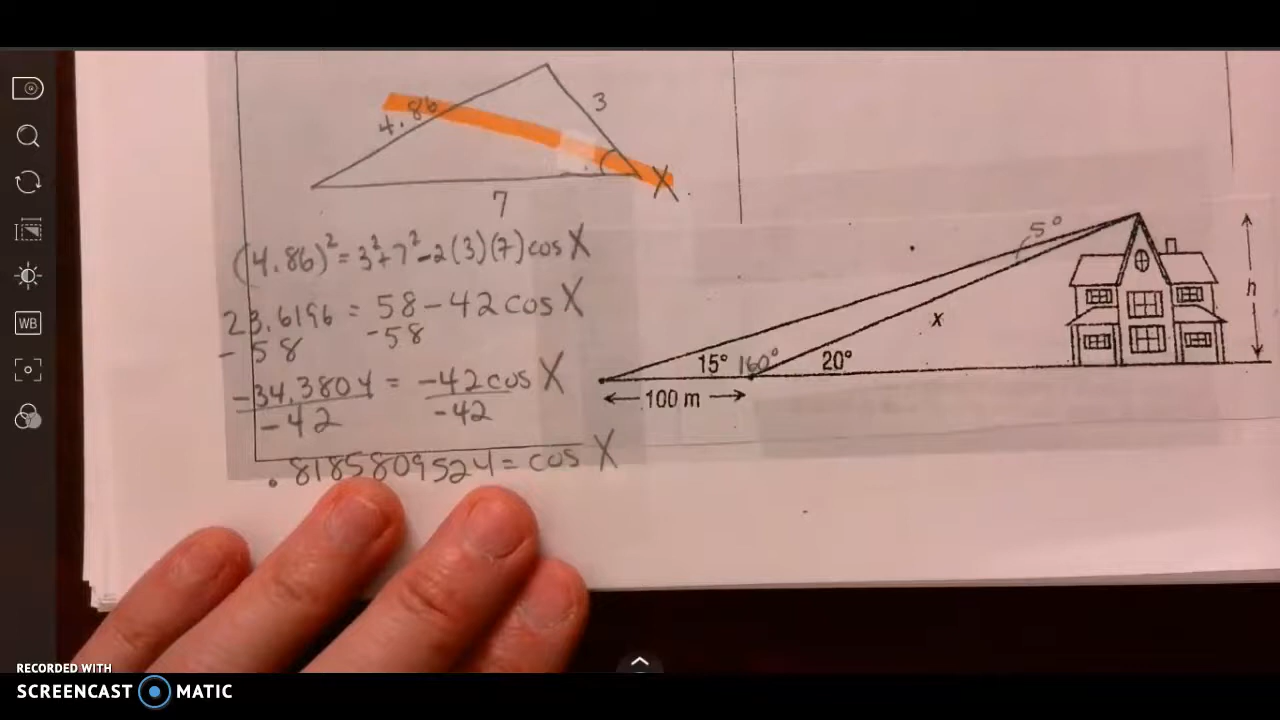 4.86
3
X
7
(4.86)² = 3² + 7² - 2(3)(7) cos X
23.6196 = 58 - 42 cos X
- 58 -58
-34.3804 = -42 cos X
-42 -42
.8185809524 = cos X
5°
h
x
15° 160° 20°
100 m
WB
RECORDED WITH
SCREENCAST MATIC